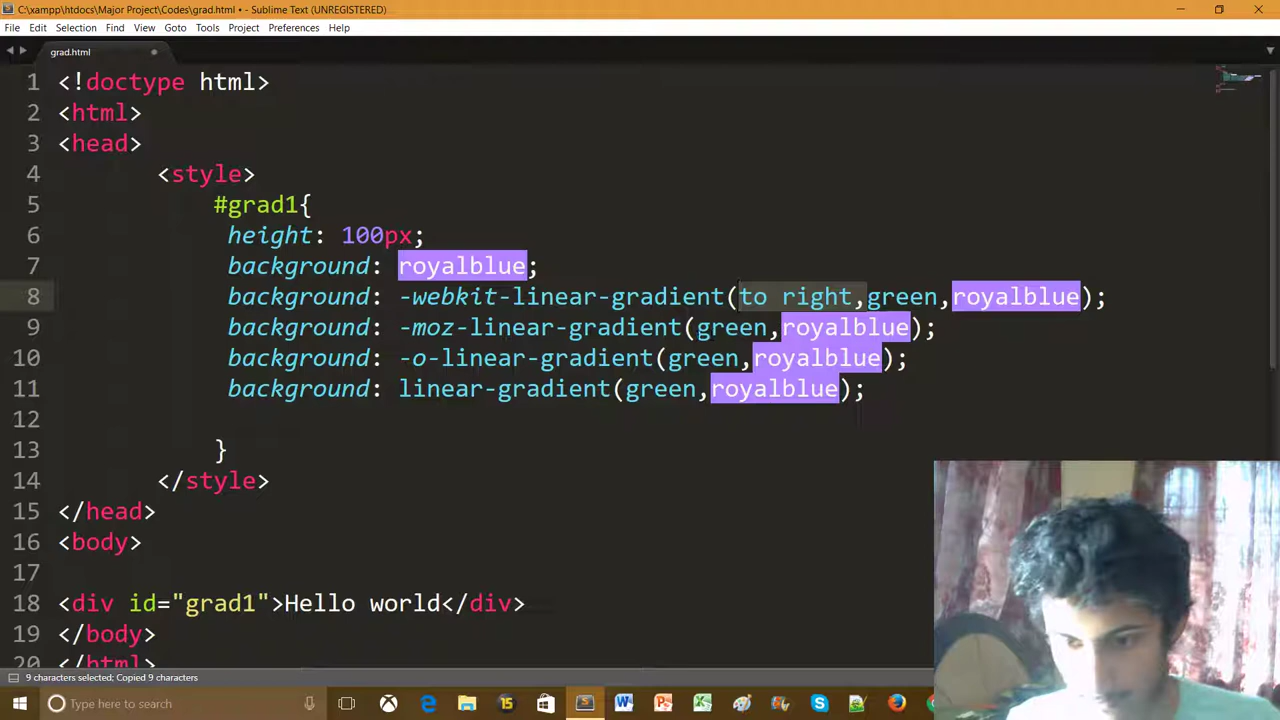 C:\xampp\htdocs\Major Project\Codes\grad.html • - Sublime Text (UNREGISTERED)
File Edit Selection Find View Goto Tools Project Preferences Help
grad.html
1 <!doctype html>
2 <html>
3 <head>
4 <style>
5 #grad1{
6 height: 100px;
7 background: royalblue;
8 background: -webkit-linear-gradient(to right,green,royalblue);
9 background: -moz-linear-gradient(green,royalblue);
10 background: -o-linear-gradient(green,royalblue);
11 background: linear-gradient(green,royalblue);
12
13 }
14 </style>
15 </head>
16 <body>
17
18 <div id="grad1">Hello world</div>
19 </body>
20 </html>
9 characters selected; Copied 9 characters
Type here to search